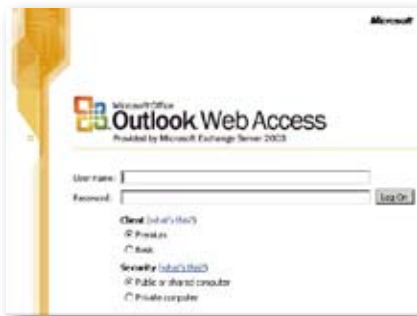 Microsoft
Microsoft Office
Outlook Web Access
Provided by Microsoft Exchange Server 2003
User name:
Password:
Log On
Client (what's this?)
Premium
Basic
Security (what's this?)
Public or shared computer
Private computer